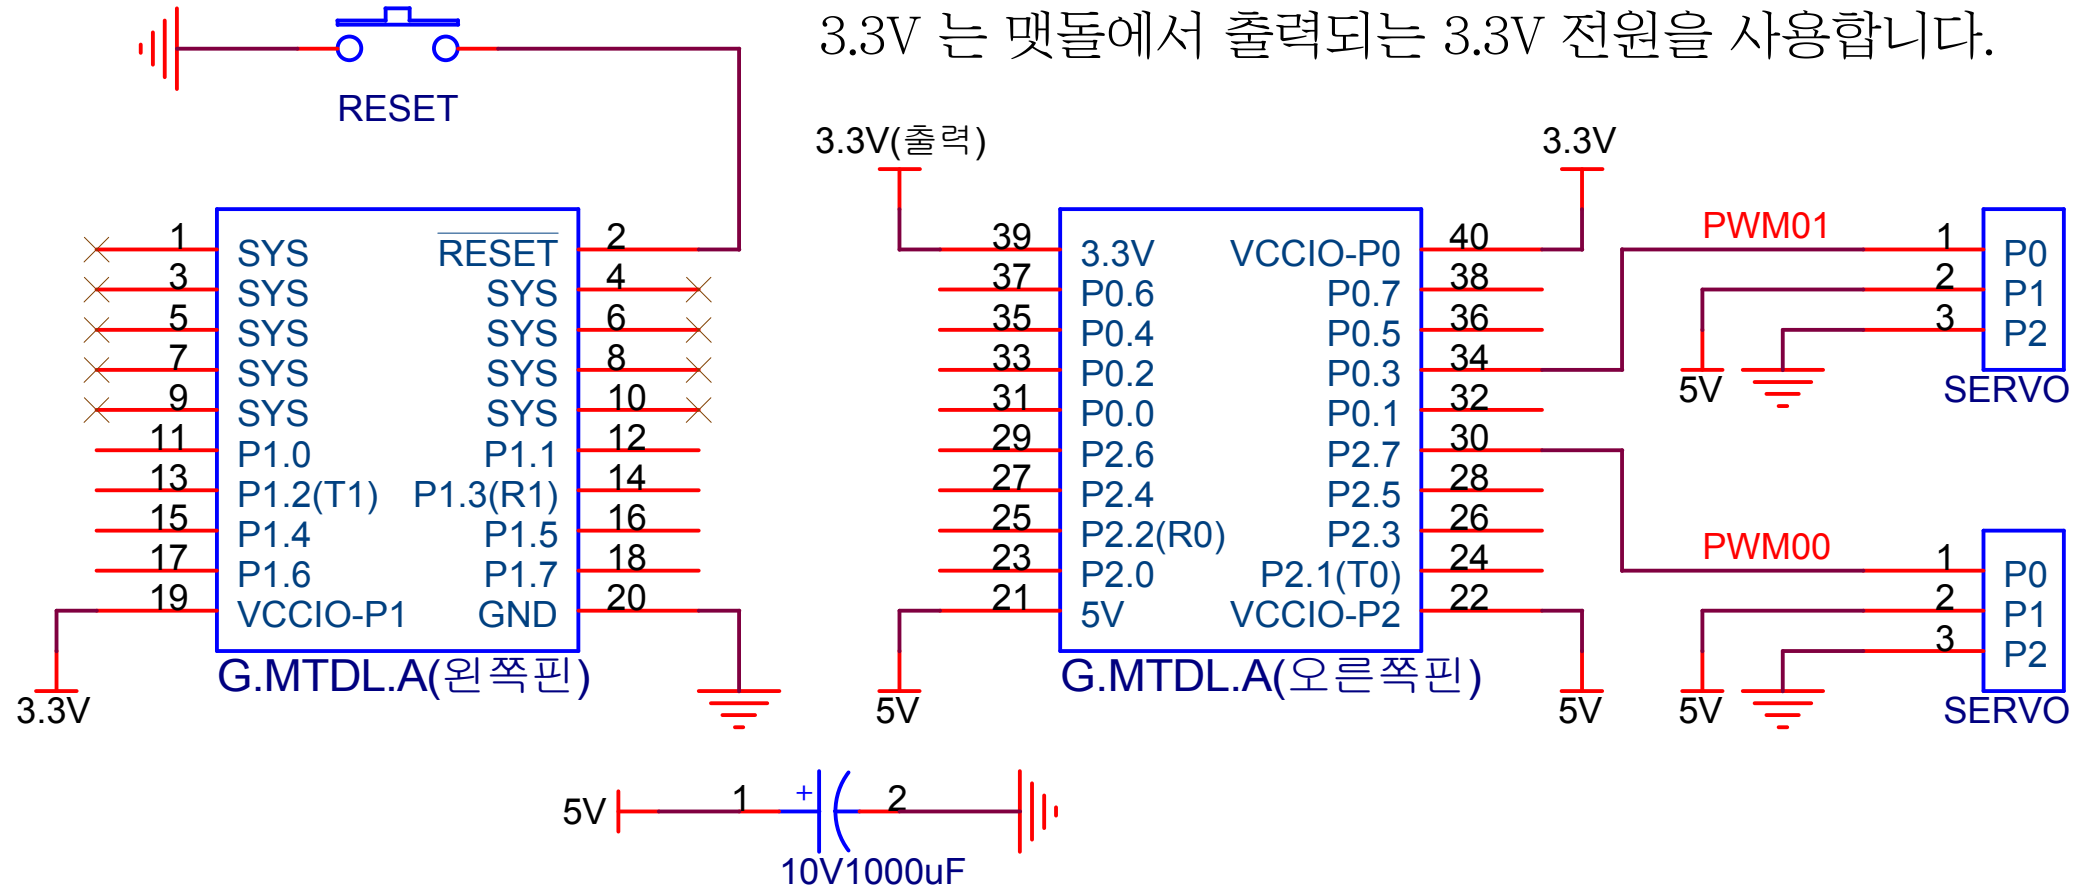 3.3V 는 맷돌에서 출력되는 3.3V 전원을 사용합니다.
RESET
3.3V(출력)
3.3V
1 SYS RESET 2
3 SYS SYS 4
5 SYS SYS 6
7 SYS SYS 8
9 SYS SYS 10
11 P1.0 P1.1 12
13 P1.2(T1) P1.3(R1) 14
15 P1.4 P1.5 16
17 P1.6 P1.7 18
19 VCCIO-P1 GND 20
G.MTDL.A(왼쪽핀)
3.3V
39 3.3V VCCIO-P0 40
37 P0.6 P0.7 38
35 P0.4 P0.5 36
33 P0.2 P0.3 34
31 P0.0 P0.1 32
29 P2.6 P2.7 30
27 P2.4 P2.5 28
25 P2.2(R0) P2.3 26
23 P2.0 P2.1(T0) 24
21 5V VCCIO-P2 22
G.MTDL.A(오른쪽핀)
5V
5V
PWM01
1 P0
2 P1
3 P2
5V
SERVO
PWM00
1 P0
2 P1
3 P2
5V
SERVO
5V 1 + 2
10V1000uF